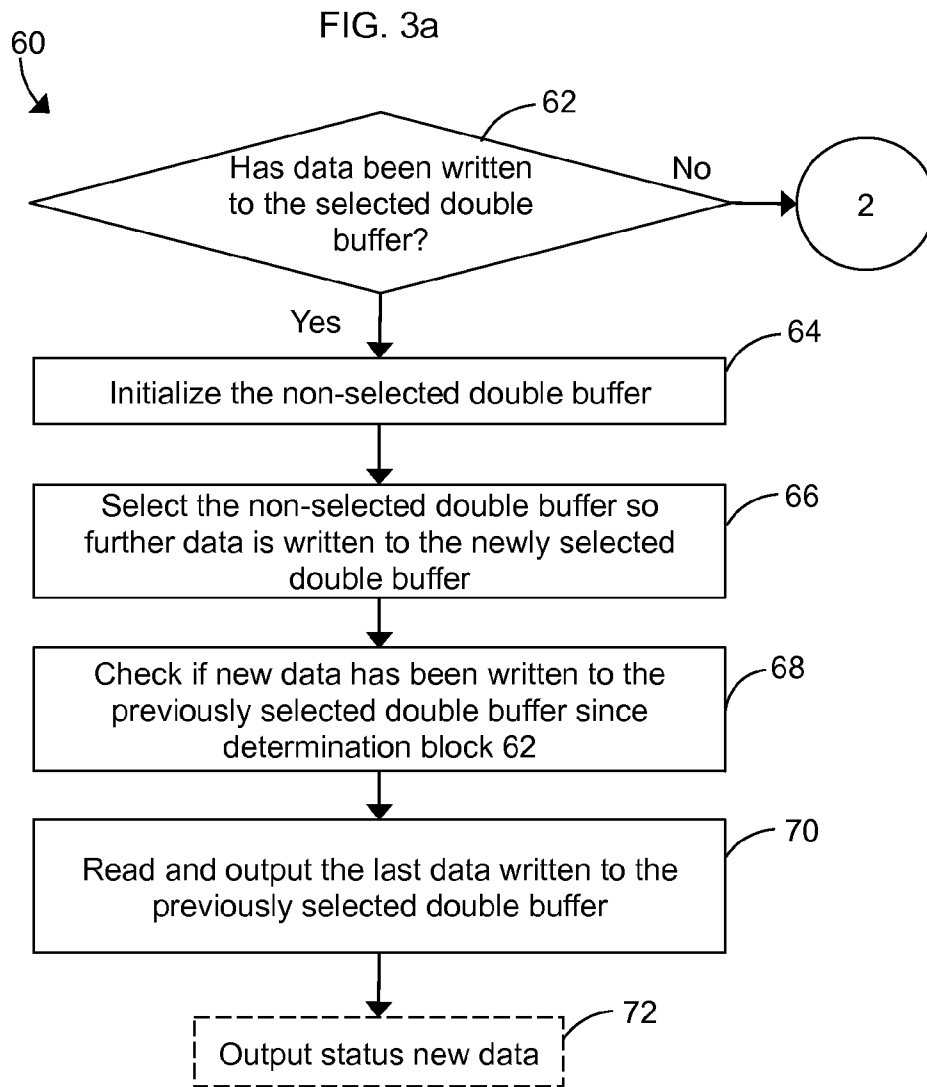 FIG. 3a
60
62
Has data been written
to the selected double
buffer?
No
2
Yes
64
Initialize the non-selected double buffer
66
Select the non-selected double buffer so
further data is written to the newly selected
double buffer
68
Check if new data has been written to the
previously selected double buffer since
determination block 62
70
Read and output the last data written to the
previously selected double buffer
72
Output status new data